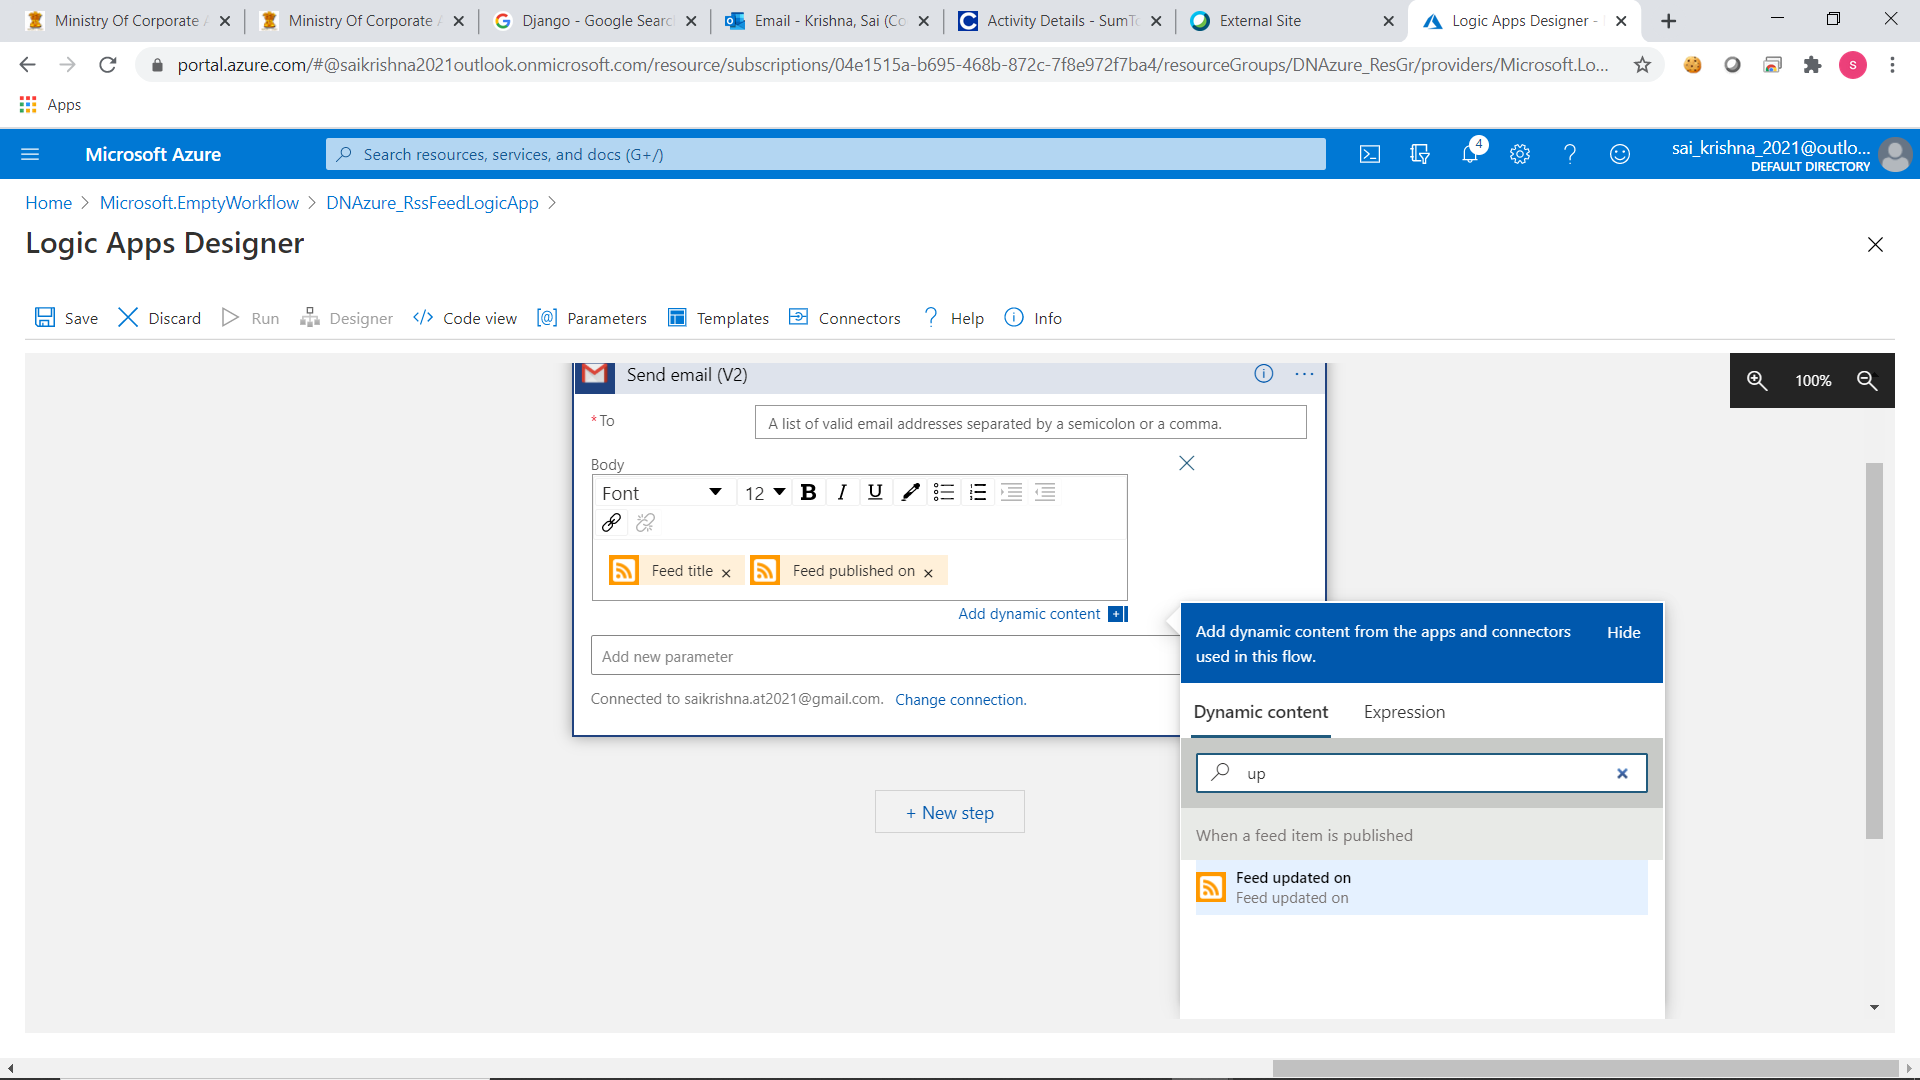 Ministry Of Corporate A
Ministry Of Corporate A
Django - Google Search
Email - Krishna, Sai (Co
Activity Details - SumTo
External Site
Logic Apps Designer -
portal.azure.com/#@saikrishna2021outlook.onmicrosoft.com/resource/subscriptions/04e1515a-b695-468b-872c-7f8e972f7ba4/resourceGroups/DNAzure_ResGr/providers/Microsoft.Lo...
S
Apps
Microsoft Azure
Search resources, services, and docs (G+/)
4
sai_krishna_2021@outlo...
DEFAULT DIRECTORY
Home > Microsoft.EmptyWorkflow > DNAzure_RssFeedLogicApp >
Logic Apps Designer
Save Discard Run Designer Code view Parameters Templates Connectors Help Info
100%
Send email (V2)
* To
A list of valid email addresses separated by a semicolon or a comma.
Body
Font 12 B I U
Feed title × Feed published on ×
Add dynamic content
Add new parameter
Connected to saikrishna.at2021@gmail.com. Change connection.
+ New step
Add dynamic content from the apps and connectors
used in this flow.
Hide
Dynamic content Expression
up
When a feed item is published
Feed updated on
Feed updated on